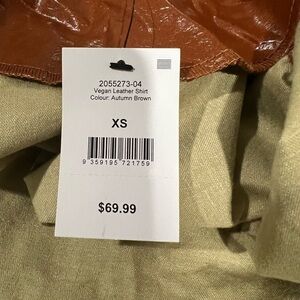 2055273-04
Vegan Leather Shirt
Colour: Autumn Brown
XS
9 359195 721759
$69.99